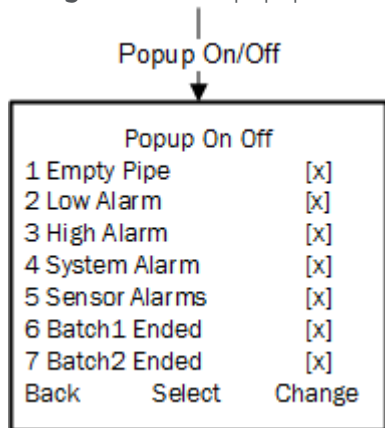 Popup On/Off
Popup On Off
1 Empty Pipe [x]
2 Low Alarm [x]
3 High Alarm [x]
4 System Alarm [x]
5 Sensor Alarms [x]
6 Batch1 Ended [x]
7 Batch2 Ended [x]
Back Select Change